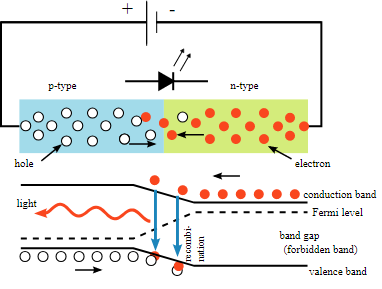 + -
p-type
n-type
hole
electron
conduction band
light
Fermi level
recombi-
nation
band gap
(forbidden band)
valence band